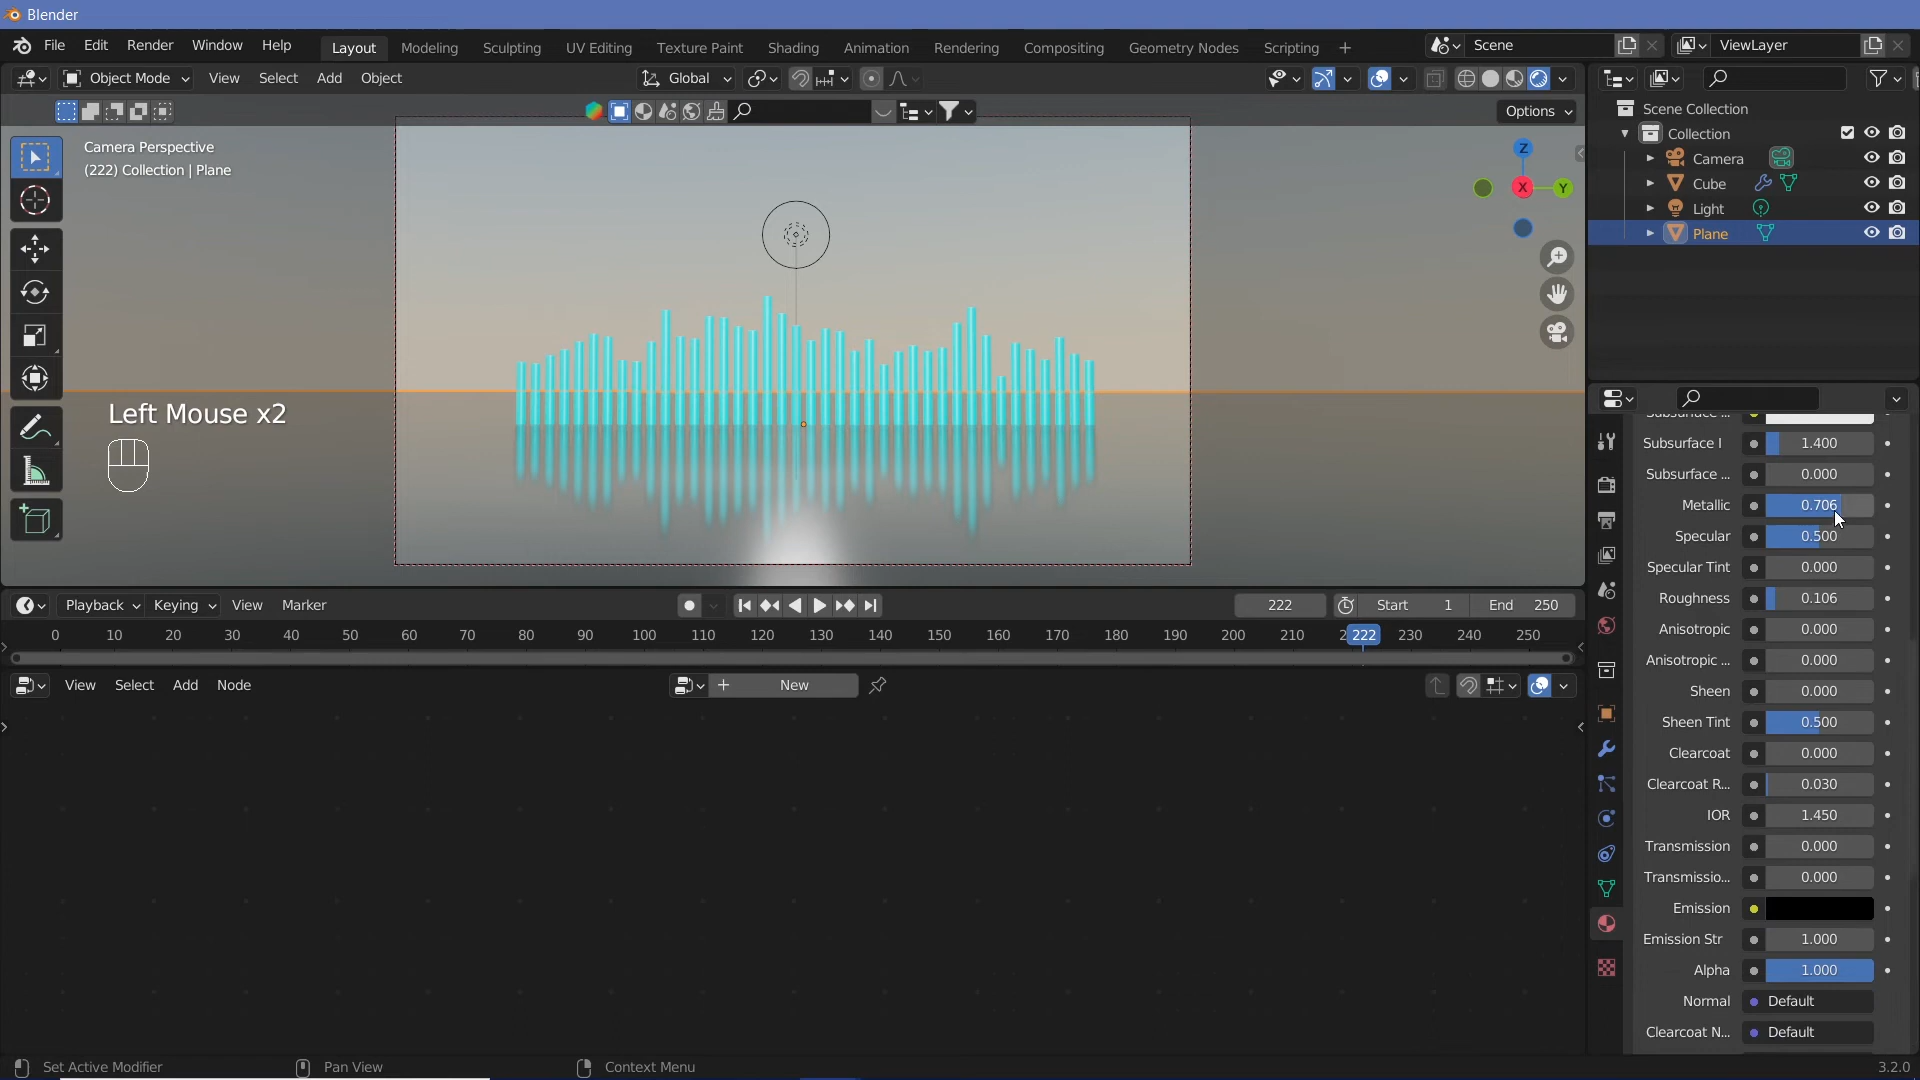 Blender
File Edit Render Window Help
Layout Modeling Sculpting UV Editing Texture Paint Shading Animation Rendering Compositing Geometry Nodes Scripting +
Scene
ViewLayer
Object Mode View Select Add Object
Global
Options
Camera Perspective
(222) Collection | Plane
Z
X
Y
Left Mouse x2
Scene Collection
Collection
Camera
Cube
Light
Plane
Subsurface I 1.400
Subsurface ... 0.000
Metallic 0.706
Specular 0.500
Specular Tint 0.000
Roughness 0.106
Anisotropic 0.000
Anisotropic ... 0.000
Sheen 0.000
Sheen Tint 0.500
Clearcoat 0.000
Clearcoat R... 0.030
IOR 1.450
Transmission 0.000
Transmissio... 0.000
Emission
Emission Str 1.000
Alpha 1.000
Normal Default
Clearcoat N... Default
Playback Keying View Marker
222
Start 1
End 250
0 10 20 30 40 50 60 70 80 90 100 110 120 130 140 150 160 170 180 190 200 210 222 230 240 250
View Select Add Node
+ New
Set Active Modifier
Pan View
Context Menu
3.2.0